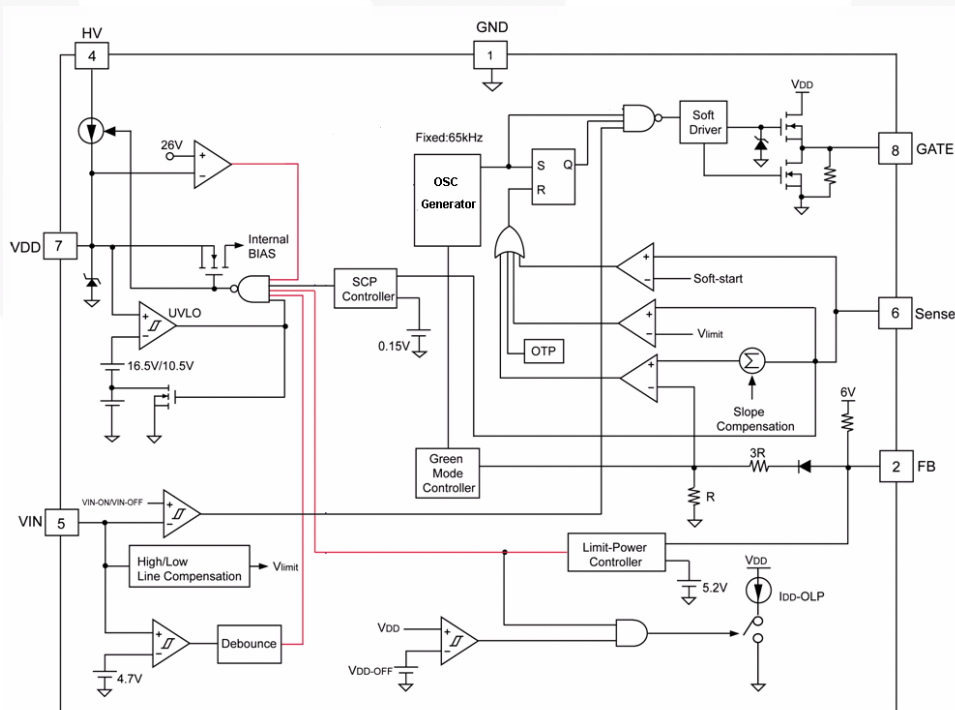 HV
4
GND
1
VDD
Soft
Driver
8
GATE
Fixed:65kHz
OSC
Generator
S
Q
R
26V
+
−
VDD
7
Internal
BIAS
SCP
Controller
0.15V
+
−
UVLO
16.5V/10.5V
+
−
Soft-start
6
Sense
+
−
Vlimit
OTP
+
−
Σ
Slope
Compensation
6V
Green
Mode
Controller
3R
2
FB
R
VIN
5
VIN-ON/VIN-OFF
+
−
High/Low
Line Compensation
Vlimit
Limit-Power
Controller
5.2V
VDD
IDD-OLP
+
−
Debounce
4.7V
VDD
+
−
VDD-OFF